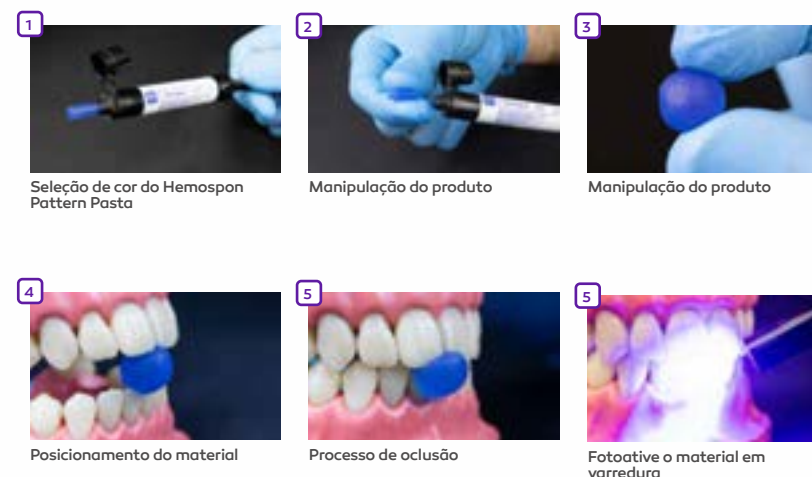 1
2
3
Seleção de cor do Hemospon
Pattern Pasta
Manipulação do produto
Manipulação do produto
4
5
5
Posicionamento do material
Processo de oclusão
Fotoative o material em
varredura